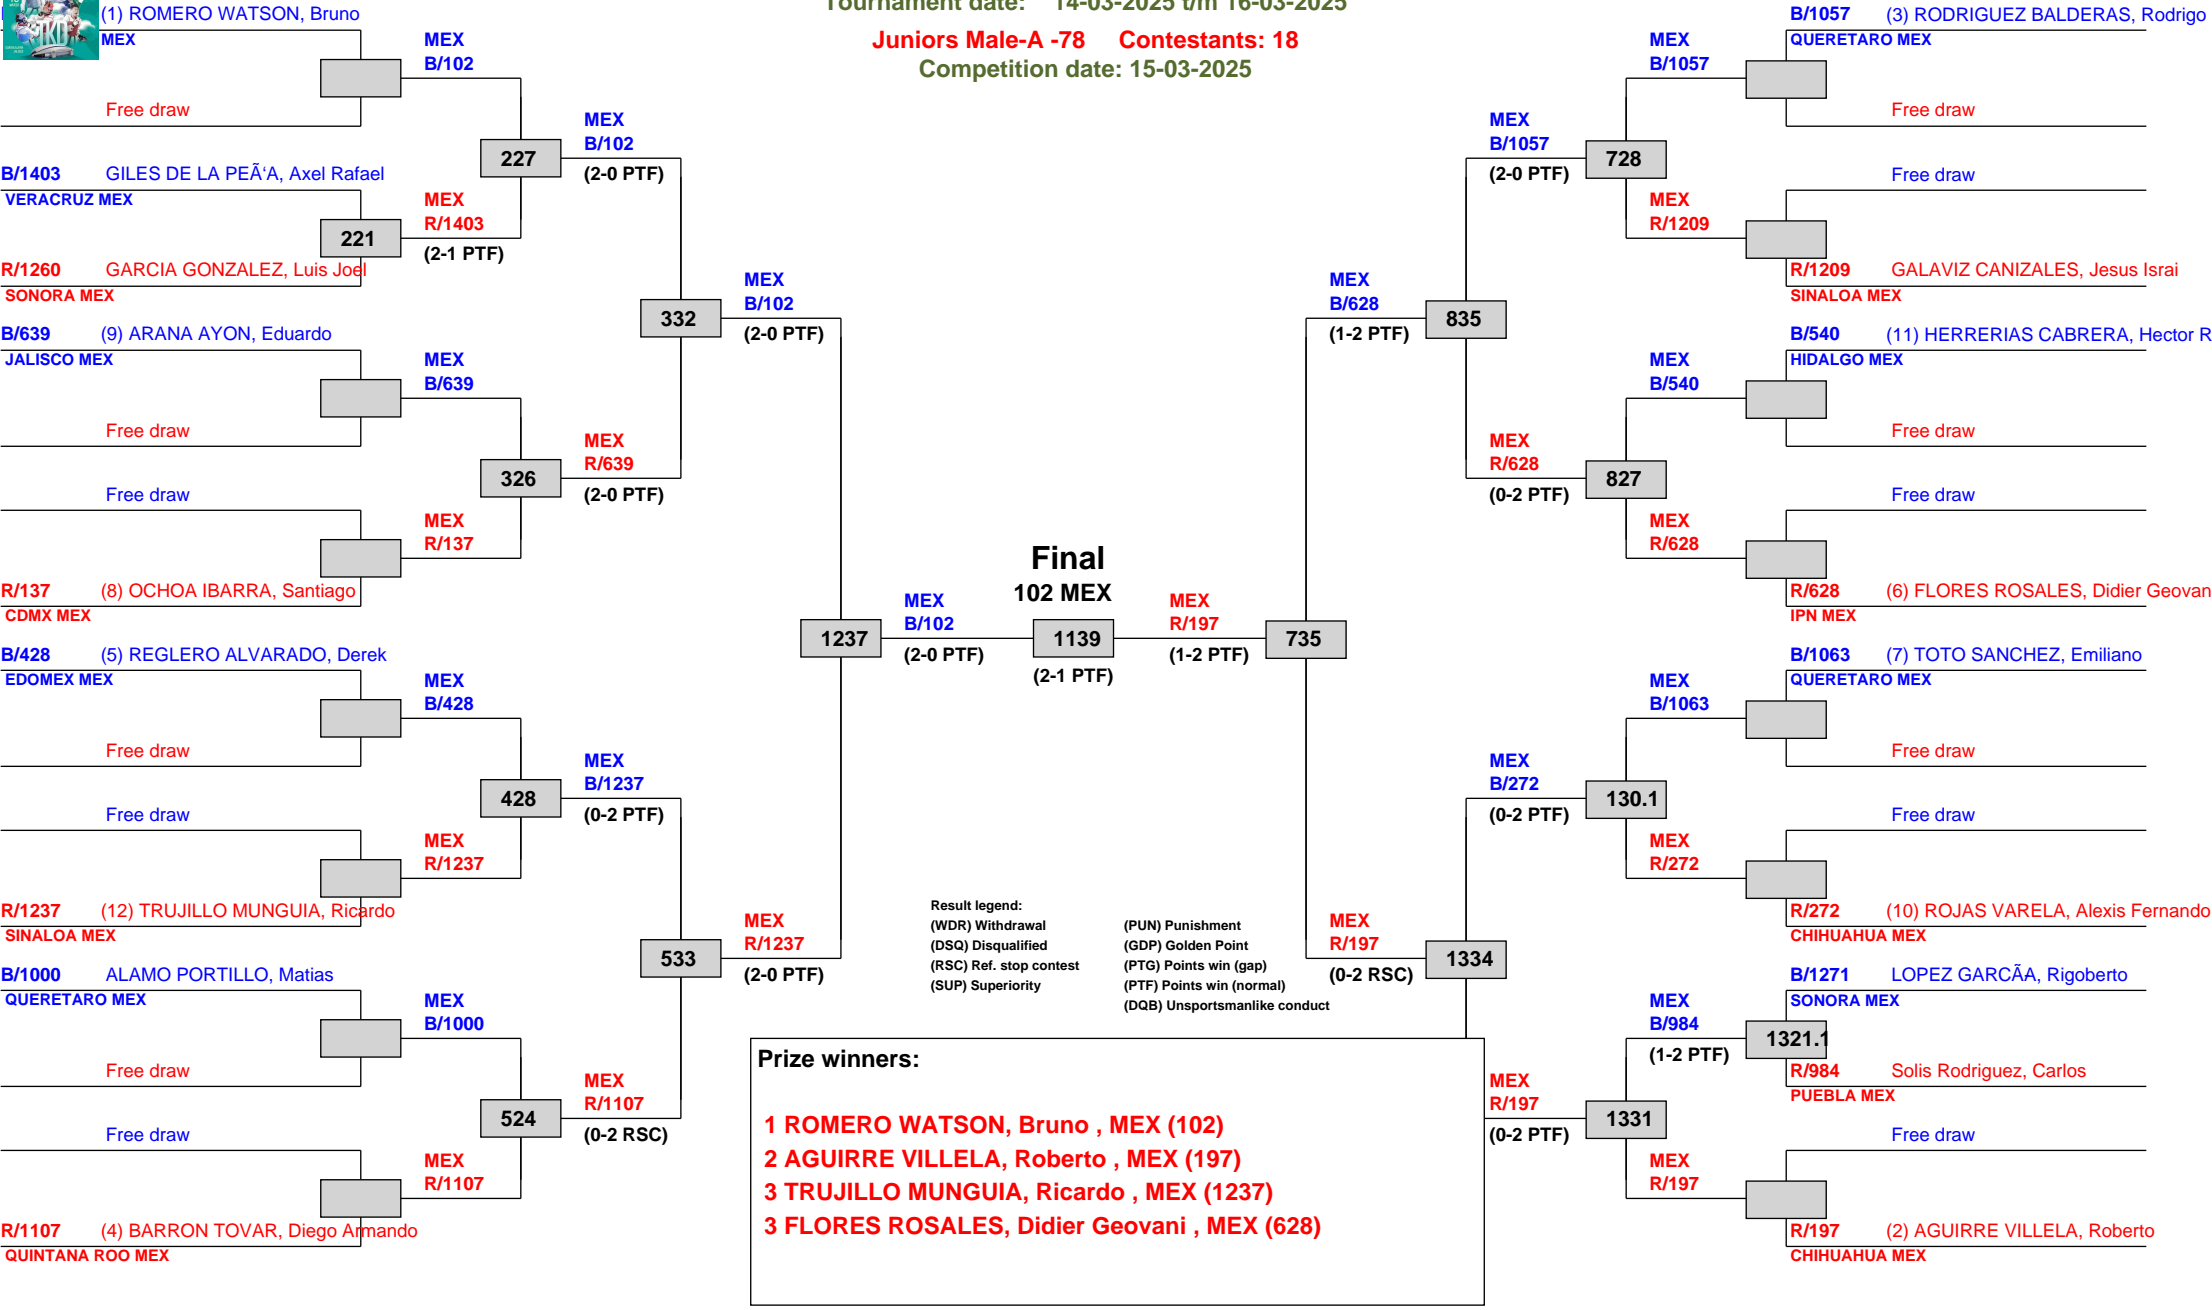 Tournament date: 14-03-2025 t/m 16-03-2025
Juniors Male-A -78 Contestants: 18
Competition date: 15-03-2025
(1) ROMERO WATSON, Bruno
MEX
Free draw
B/1403 GILES DE LA PEÃ‘A, Axel Rafael
VERACRUZ MEX
221
R/1260 GARCIA GONZALEZ, Luis Joel
SONORA MEX
B/639 (9) ARANA AYON, Eduardo
JALISCO MEX
Free draw
Free draw
R/137 (8) OCHOA IBARRA, Santiago
CDMX MEX
B/428 (5) REGLERO ALVARADO, Derek
EDOMEX MEX
Free draw
Free draw
R/1237 (12) TRUJILLO MUNGUIA, Ricardo
SINALOA MEX
B/1000 ALAMO PORTILLO, Matias
QUERETARO MEX
Free draw
Free draw
R/1107 (4) BARRON TOVAR, Diego Armando
QUINTANA ROO MEX
MEX
B/102
227
MEX
R/1403
(2-1 PTF)
MEX
B/639
326
MEX
R/137
MEX
B/428
428
MEX
R/1237
MEX
B/1000
524
MEX
R/1107
MEX
B/102
(2-0 PTF)
332
MEX
R/639
(2-0 PTF)
MEX
B/1237
(0-2 PTF)
533
MEX
R/1107
(0-2 RSC)
MEX
B/102
(2-0 PTF)
1237
MEX
R/1237
(2-0 PTF)
MEX
B/102
(2-0 PTF)
Final
102 MEX
1139
(2-1 PTF)
MEX
R/197
(1-2 PTF)
735
MEX
B/628
(1-2 PTF)
835
MEX
R/197
(0-2 RSC)
1334
MEX
B/1057
(2-0 PTF)
728
MEX
R/628
(0-2 PTF)
827
MEX
B/272
(0-2 PTF)
130.1
MEX
R/197
(0-2 PTF)
1331
MEX
B/1057
MEX
R/1209
MEX
B/540
MEX
R/628
MEX
B/1063
MEX
R/272
MEX
B/984
(1-2 PTF)
1321.1
MEX
R/197
B/1057 (3) RODRIGUEZ BALDERAS, Rodrigo
QUERETARO MEX
Free draw
Free draw
R/1209 GALAVIZ CANIZALES, Jesus Israi
SINALOA MEX
B/540 (11) HERRERIAS CABRERA, Hector R
HIDALGO MEX
Free draw
Free draw
R/628 (6) FLORES ROSALES, Didier Geovan
IPN MEX
B/1063 (7) TOTO SANCHEZ, Emiliano
QUERETARO MEX
Free draw
Free draw
R/272 (10) ROJAS VARELA, Alexis Fernando
CHIHUAHUA MEX
B/1271 LOPEZ GARCÃA, Rigoberto
SONORA MEX
R/984 Solis Rodriguez, Carlos
PUEBLA MEX
Free draw
R/197 (2) AGUIRRE VILLELA, Roberto
CHIHUAHUA MEX
Result legend:
(WDR) Withdrawal (PUN) Punishment
(DSQ) Disqualified (GDP) Golden Point
(RSC) Ref. stop contest (PTG) Points win (gap)
(SUP) Superiority (PTF) Points win (normal)
(DQB) Unsportsmanlike conduct
Prize winners:
1 ROMERO WATSON, Bruno , MEX (102)
2 AGUIRRE VILLELA, Roberto , MEX (197)
3 TRUJILLO MUNGUIA, Ricardo , MEX (1237)
3 FLORES ROSALES, Didier Geovani , MEX (628)